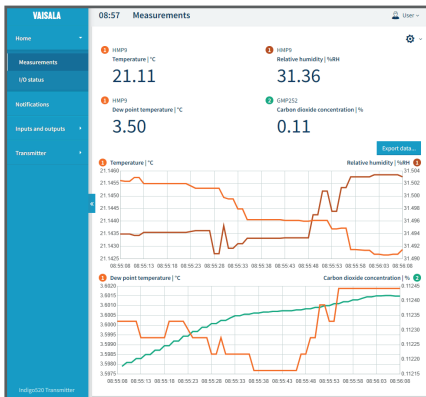 VAISALA
08:57 Measurements
User
Home
Measurements
I/O status
Notifications
Inputs and outputs
Transmitter
Indigo520 Transmitter
1 HMP9
Temperature | °C
21.11
1 HMP9
Relative humidity | %RH
31.36
1 HMP9
Dew point temperature | °C
3.50
2 GMP252
Carbon dioxide concentration | %
0.11
Export data...
1 Temperature | °C
Relative humidity | %RH 1
21.1460 31.504
21.1455 31.502
21.1450 31.500
21.1445 31.498
21.1440 31.496
21.1435 31.494
21.1430 31.492
21.1425 31.490
08:55:08 08:55:13 08:55:18 08:55:23 08:55:28 08:55:33 08:55:38 08:55:43 08:55:48 08:55:53 08:55:58 08:56:03 08:56:08
1 Dew point temperature | °C
Carbon dioxide concentration | % 2
3.6020 0.11245
3.6015 0.11240
3.6010
3.6005 0.11235
3.6000 0.11230
3.5995
3.5990 0.11225
3.5985 0.11220
3.5980
3.5975 0.11215
08:55:08 08:55:13 08:55:18 08:55:23 08:55:28 08:55:33 08:55:38 08:55:43 08:55:48 08:55:53 08:55:58 08:56:03 08:56:08